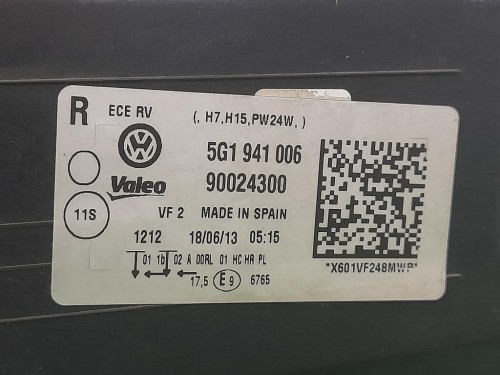 R ECE RV (, H7,H15,PW24W, )
VW
5G1 941 006
Valeo 90024300
11S VF 2 MADE IN SPAIN
1212 18/06/13 05:15
01 1b 02 A 00RL 01 HC HR PL
*X601VF248MWP*
17,5 E9 6765